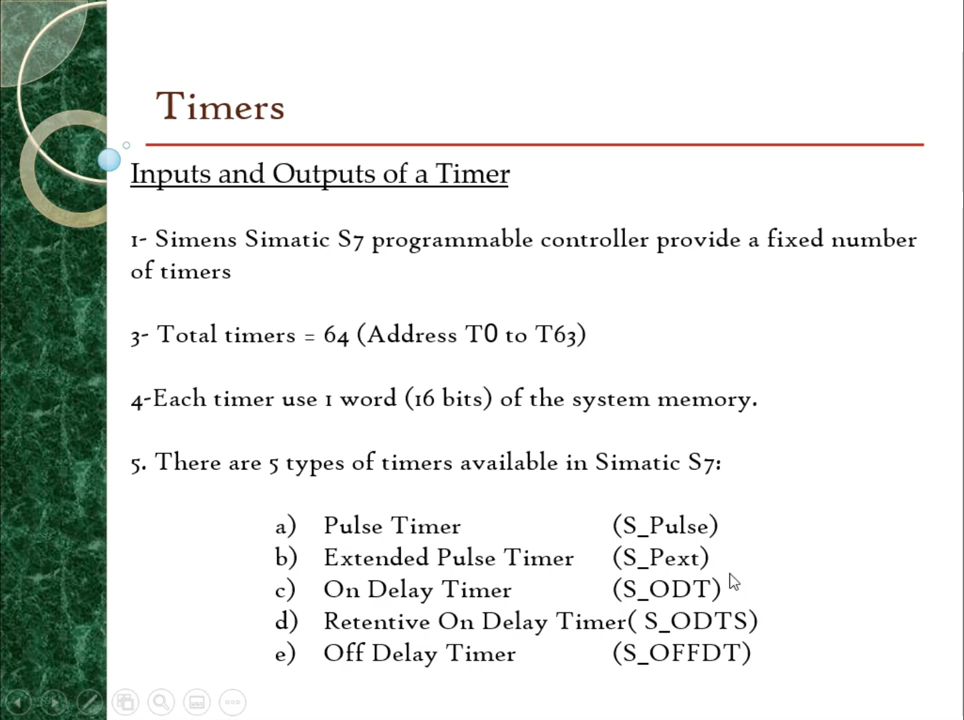 Timers
Inputs and Outputs of a Timer
1- Simens Simatic S7 programmable controller provide a fixed number
of timers
3- Total timers = 64 (Address T0 to T63)
4-Each timer use 1 word (16 bits) of the system memory.
5. There are 5 types of timers available in Simatic S7:
a) Pulse Timer (S_Pulse)
b) Extended Pulse Timer (S_Pext)
c) On Delay Timer (S_ODT)
d) Retentive On Delay Timer( S_ODTS)
e) Off Delay Timer (S_OFFDT)